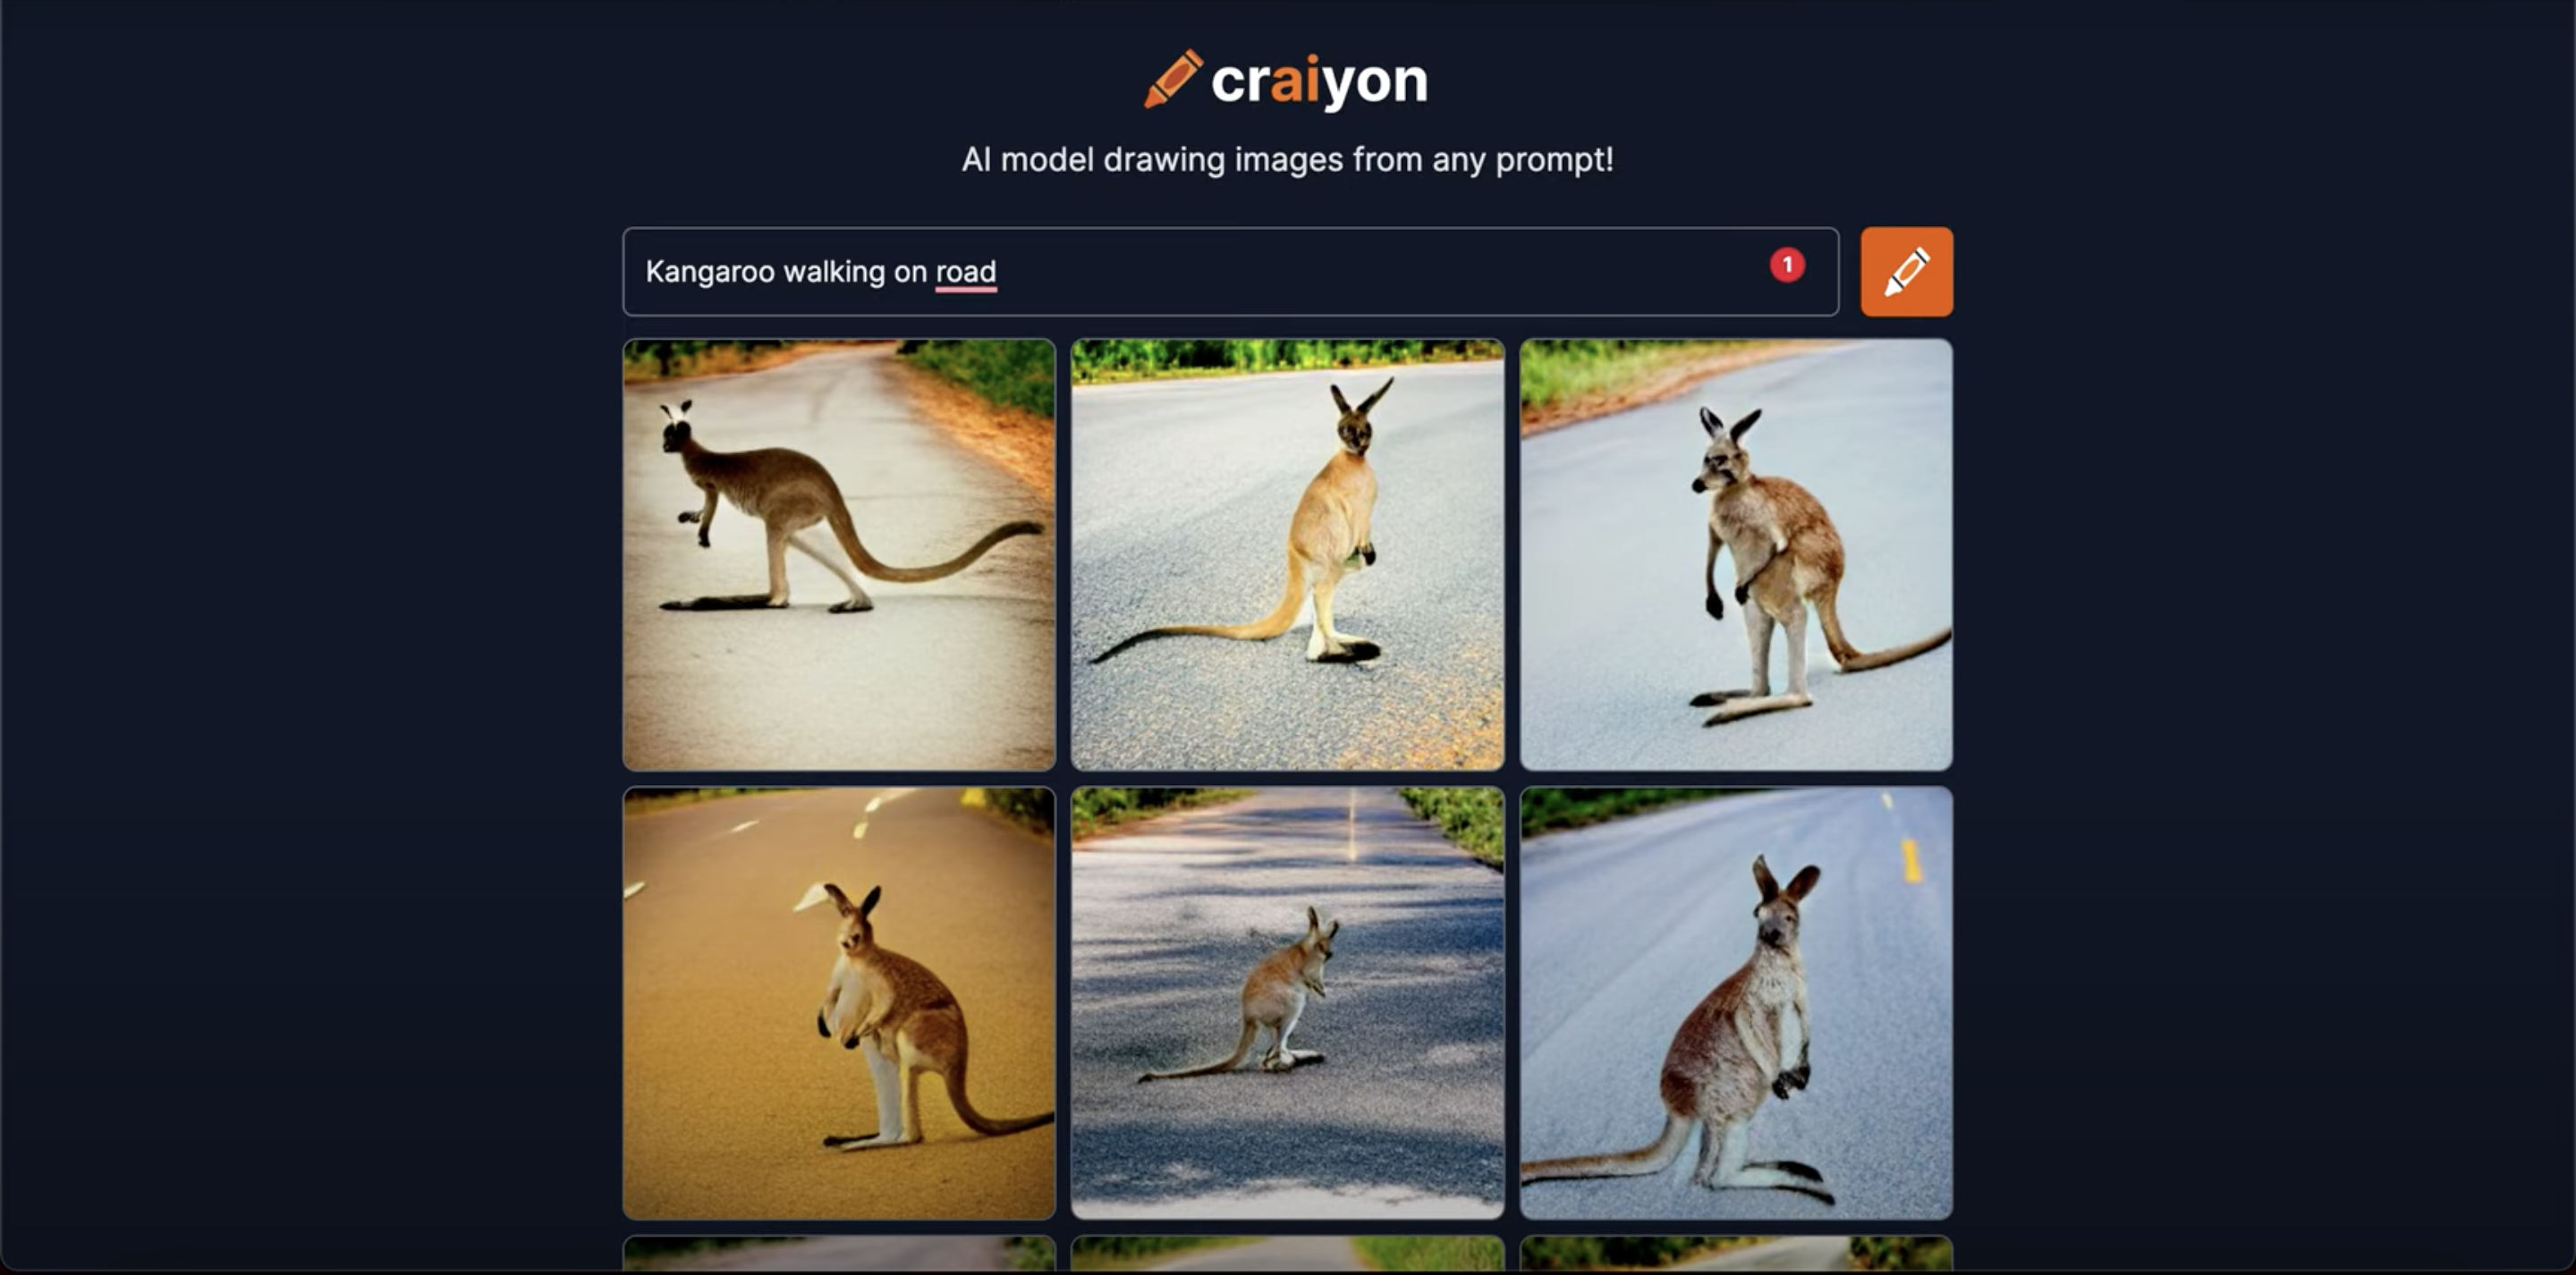 craiyon
AI model drawing images from any prompt!
Kangaroo walking on road
1